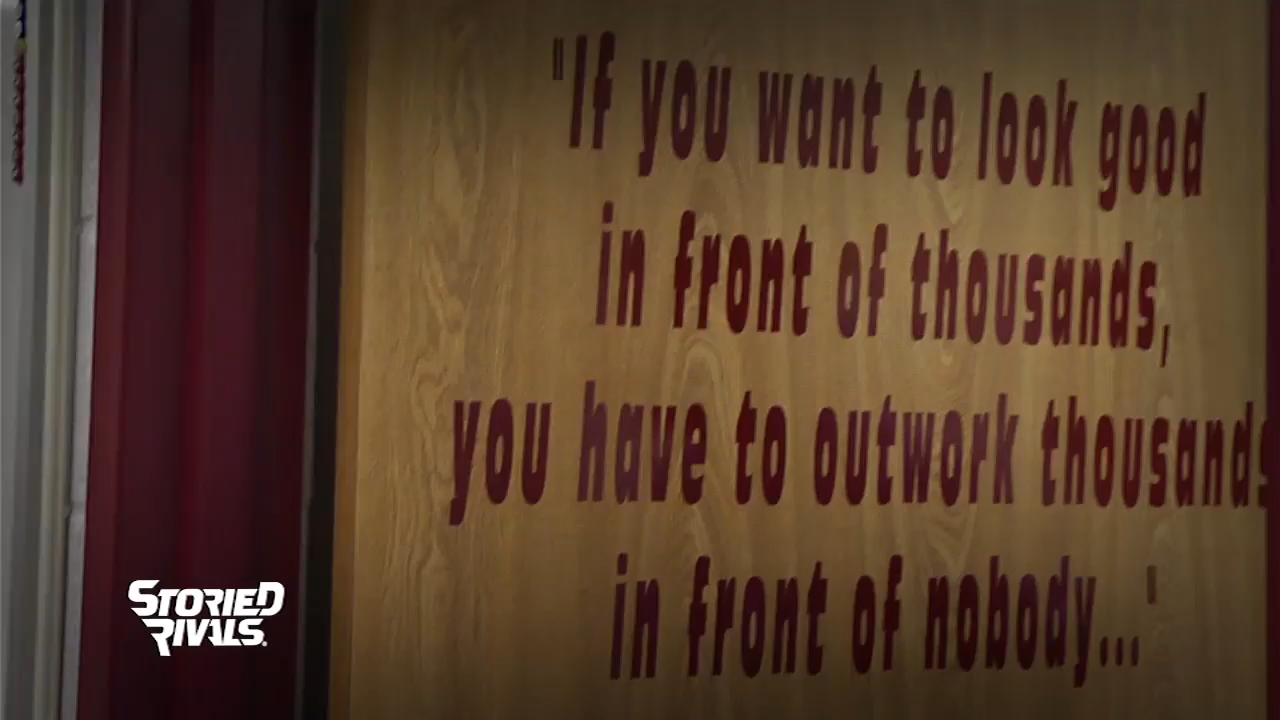 "If you want to look good
in front of thousands,
you have to outwork thousands
in front of nobody..."
STORIED
RIVALS